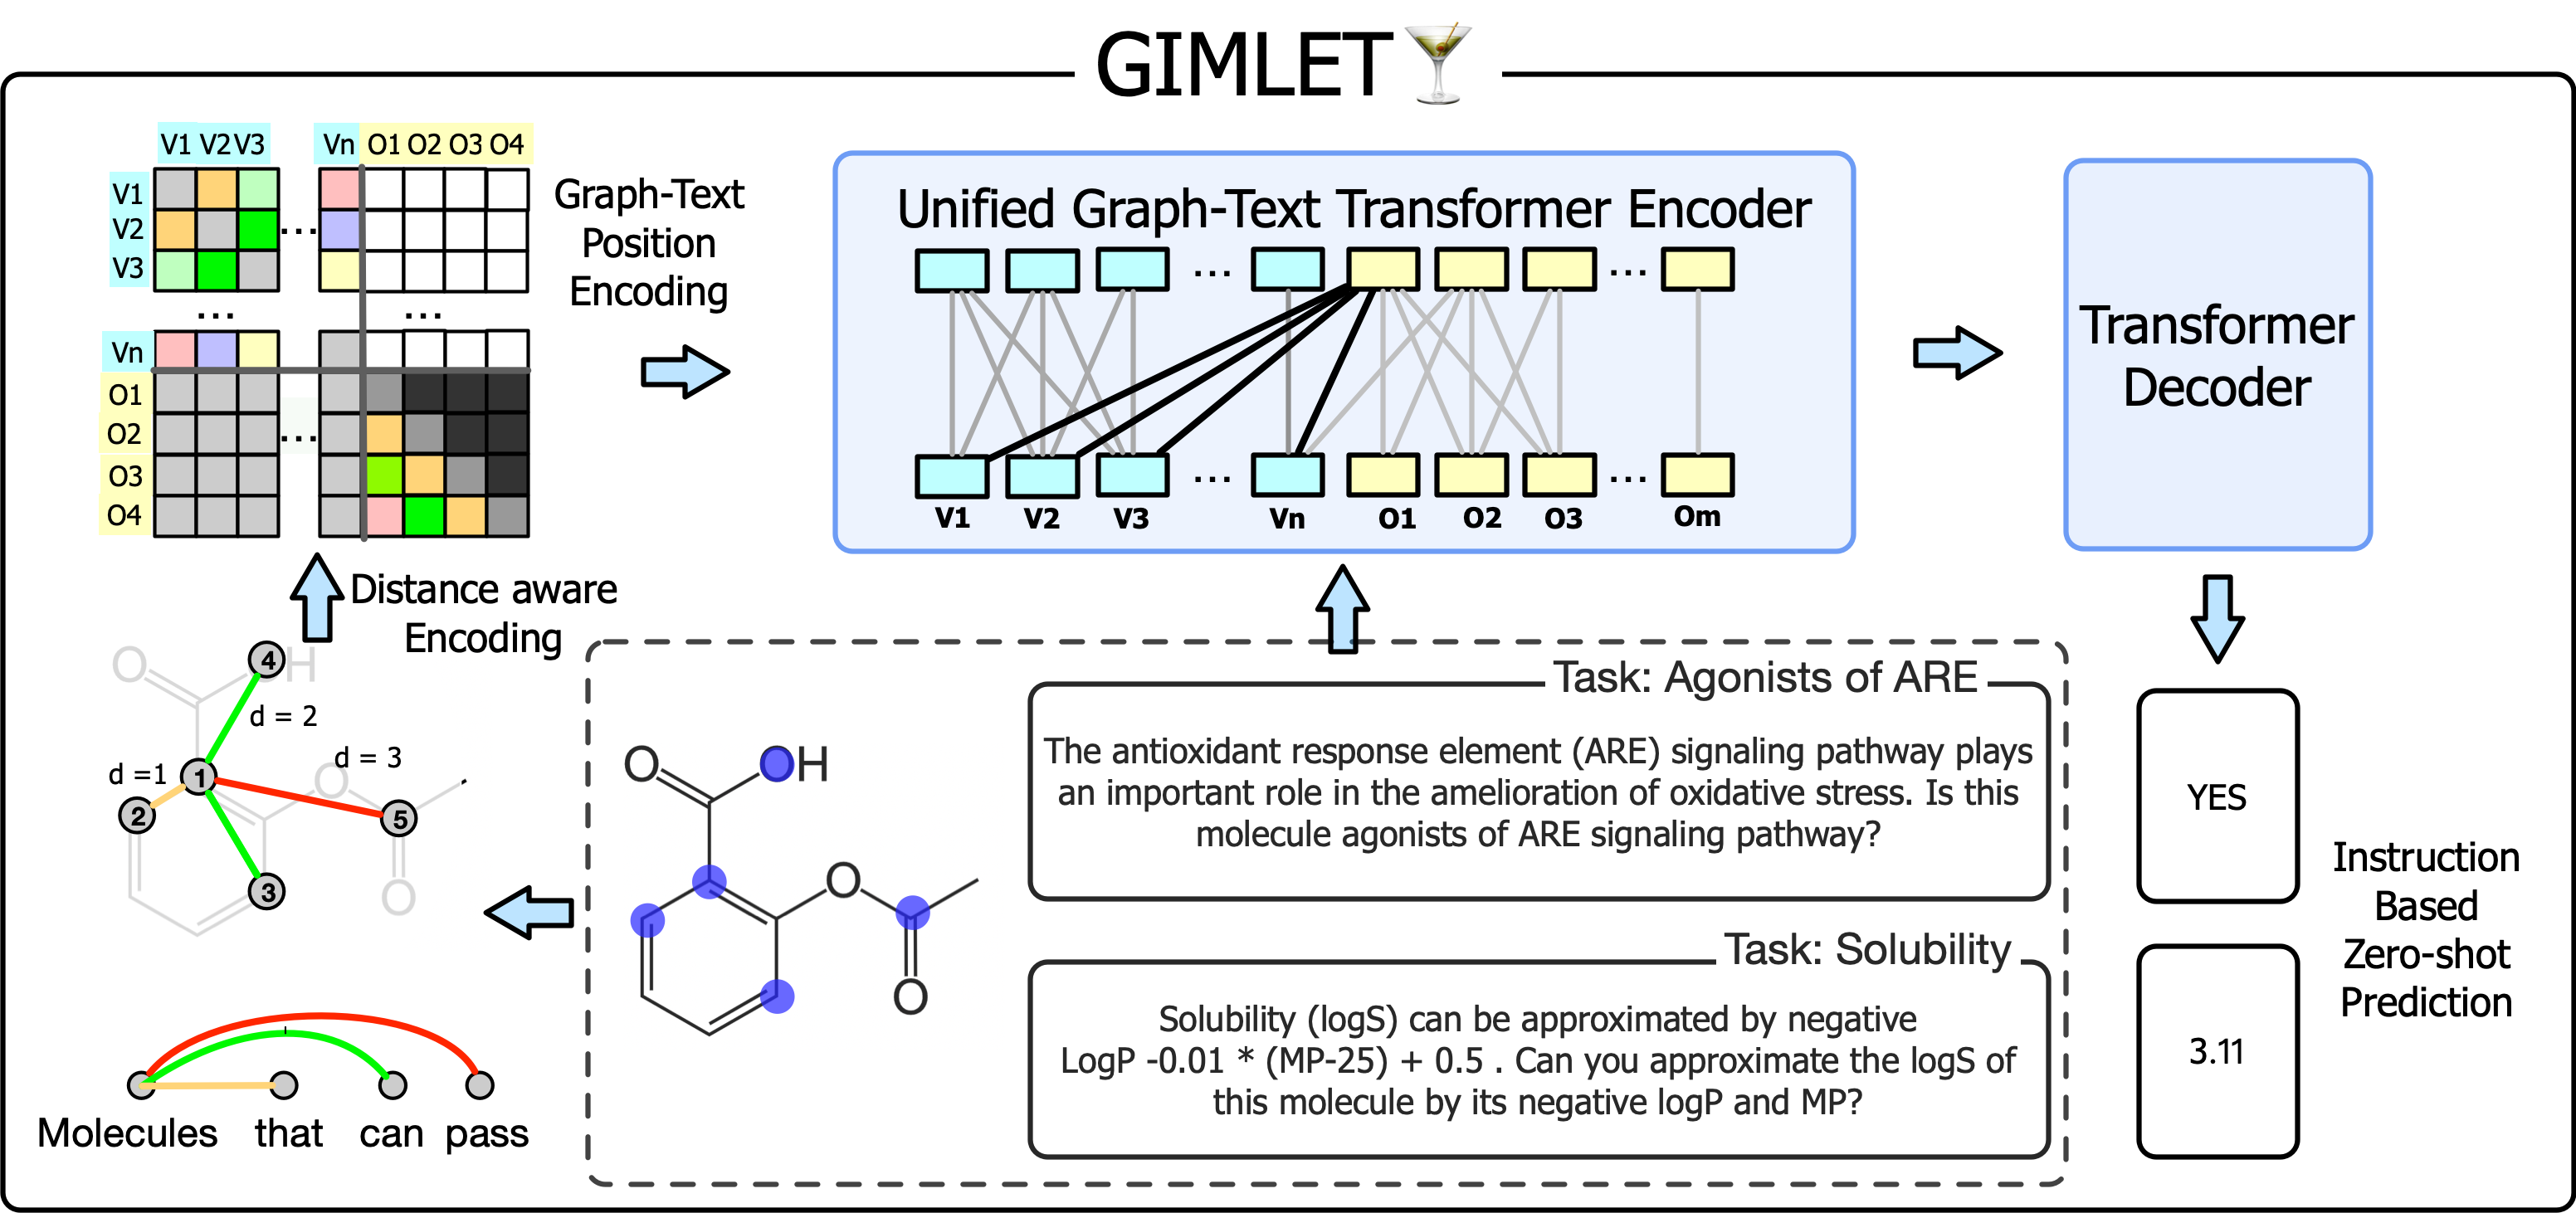 GIMLET
V1 V2 V3 Vn O1 O2 O3 O4
V1
V2
V3
...
...
...
Vn
O1
O2
...
O3
O4
Graph-Text
Position
Encoding
Unified Graph-Text Transformer Encoder
...
...
...
...
V1 V2 V3 Vn O1 O2 O3 Om
Transformer
Decoder
Distance aware
Encoding
O
4
H
d = 2
d =1
1
O
d = 3
2
5
3
O
Molecules that can pass
O
OH
O
O
Task: Agonists of ARE
The antioxidant response element (ARE) signaling pathway plays
an important role in the amelioration of oxidative stress. Is this
molecule agonists of ARE signaling pathway?
Task: Solubility
Solubility (logS) can be approximated by negative
LogP -0.01 * (MP-25) + 0.5 . Can you approximate the logS of
this molecule by its negative logP and MP?
YES
3.11
Instruction
Based
Zero-shot
Prediction